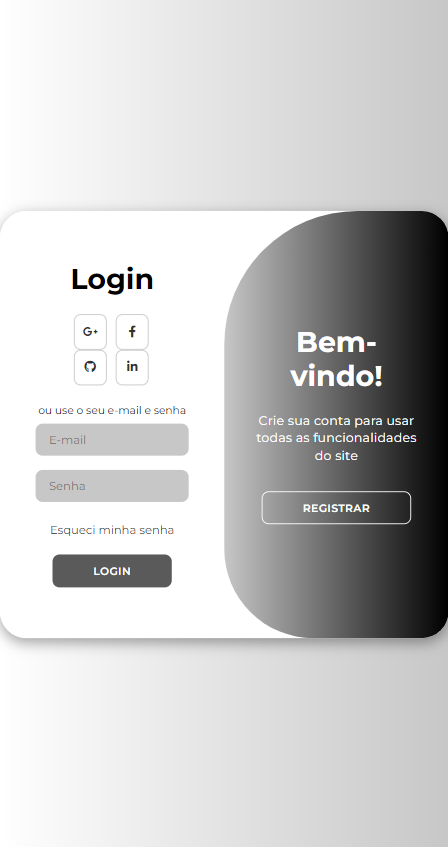 Login
G+
f
in
ou use o seu e-mail e senha
E-mail
Senha
Esqueci minha senha
LOGIN
Bem-
vindo!
Crie sua conta para usar
todas as funcionalidades
do site
REGISTRAR